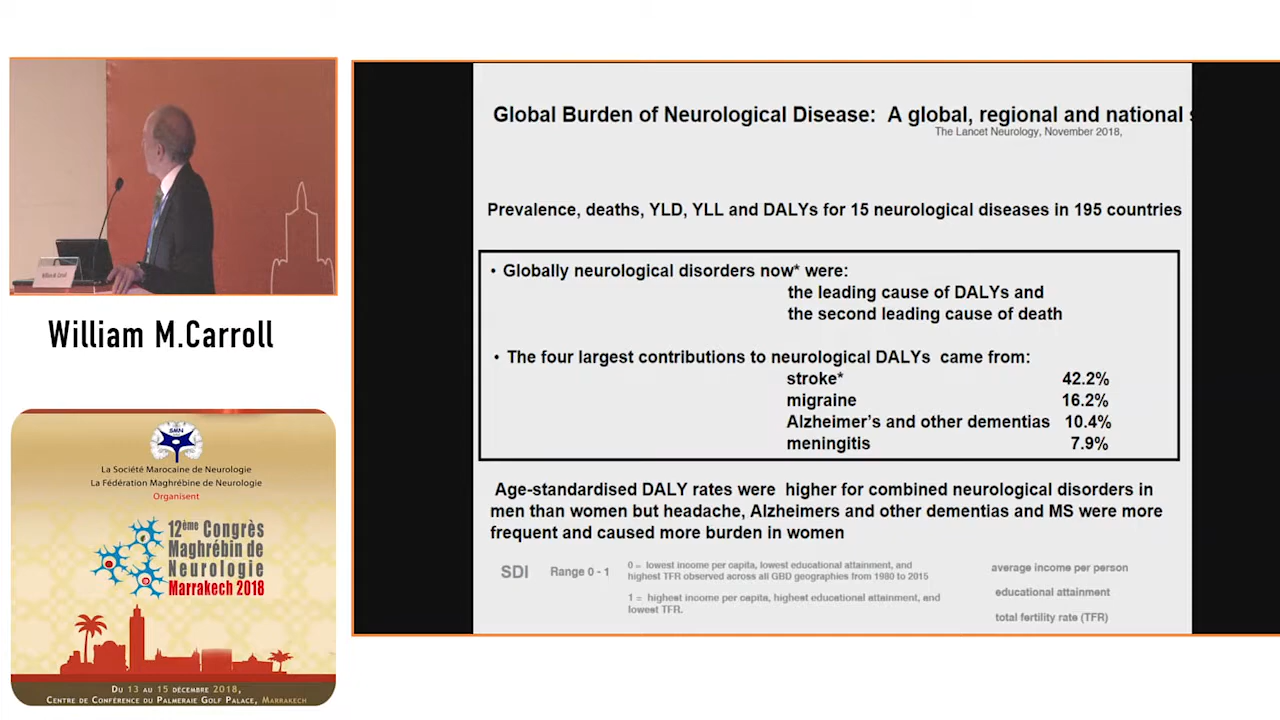 Global Burden of Neurological Disease: A global, regional and national
The Lancet Neurology, November 2018,
Prevalence, deaths, YLD, YLL and DALYs for 15 neurological diseases in 195 countries
• Globally neurological disorders now* were:
the leading cause of DALYs and
the second leading cause of death
• The four largest contributions to neurological DALYs came from:
stroke* 42.2%
migraine 16.2%
Alzheimer's and other dementias 10.4%
meningitis 7.9%
Age-standardised DALY rates were higher for combined neurological disorders in
men than women but headache, Alzheimers and other dementias and MS were more
frequent and caused more burden in women
SDI Range 0 - 1
0 = lowest income per capita, lowest educational attainment, and
highest TFR observed across all GBD geographies from 1980 to 2015
1 = highest income per capita, highest educational attainment, and
lowest TFR.
average income per person
educational attainment
total fertility rate (TFR)
William M.Carroll
SMN
La Société Marocaine de Neurologie
La Fédération Maghrébine de Neurologie
Organisent
12ème Congrès
Maghrébin de
Neurologie
Marrakech 2018
Du 13 au 15 décembre 2018,
Centre de Conférence du Palmeraie Golf Palace, Marrakech